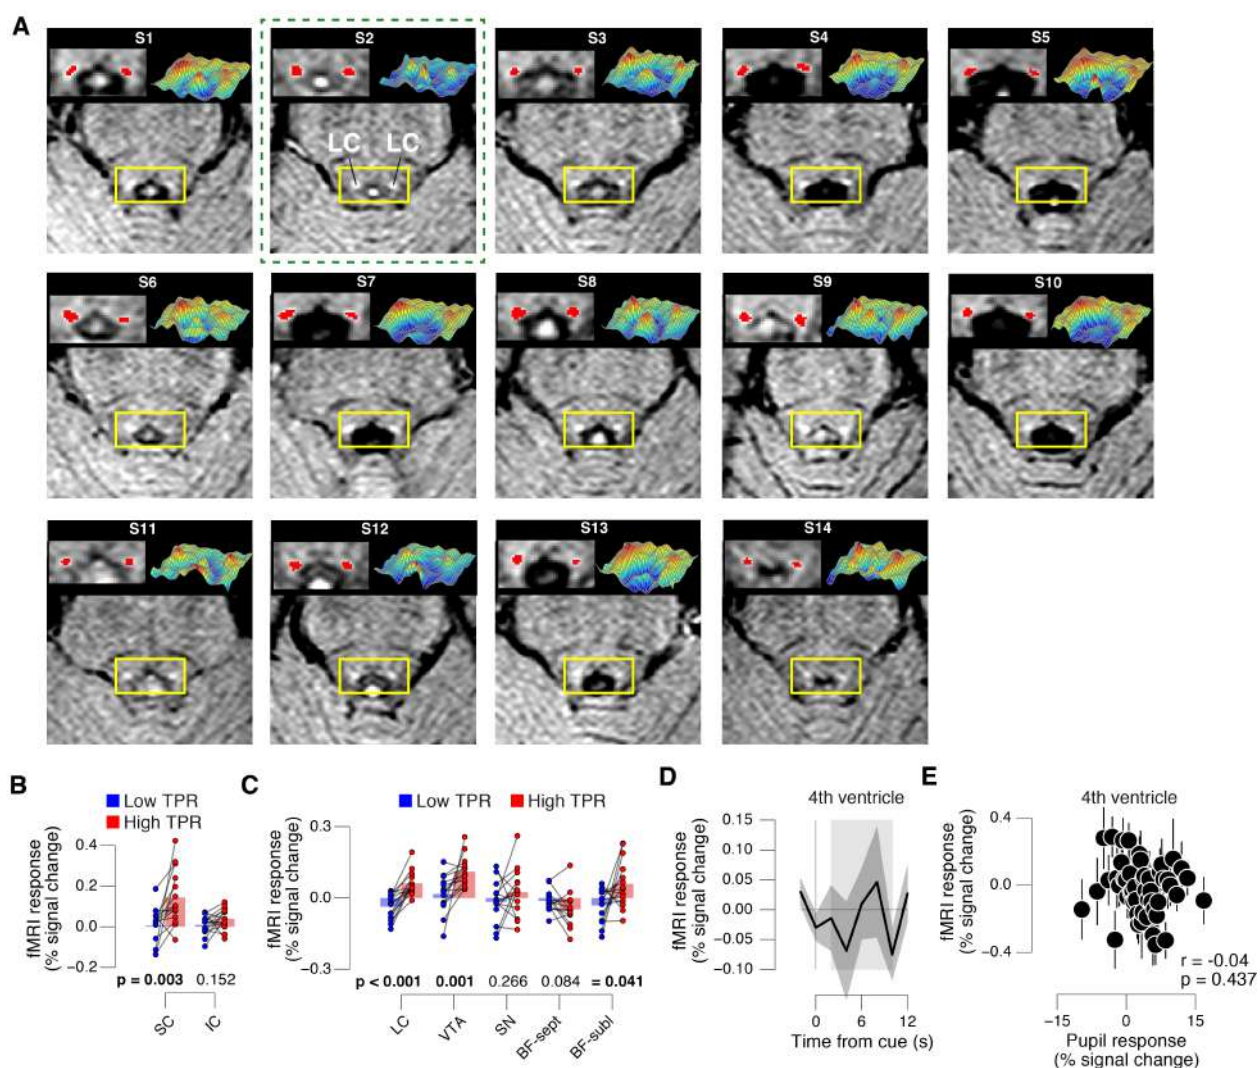 A
S1
S2
S3
S4
S5
LC LC
S6
S7
S8
S9
S10
S11
S12
S13
S14
B
Low TPR
High TPR
fMRI response
(% signal change)
0.4
0.2
0.0
−0.2
p = 0.003 0.152
SC
IC
C
Low TPR High TPR
fMRI response
(% signal change)
0.3
0.0
−0.3
p < 0.001 0.001 0.266 0.084 = 0.041
LC
VTA
SN
BF-sept
BF-subl
D
4th ventricle
fMRI response
(% signal change)
0.15
0.10
0.05
0.00
−0.05
−0.10
0 6 12
Time from cue (s)
E
4th ventricle
fMRI response
(% signal change)
0.4
0.0
−0.4
r = -0.04
p = 0.437
−15 0 15
Pupil response
(% signal change)